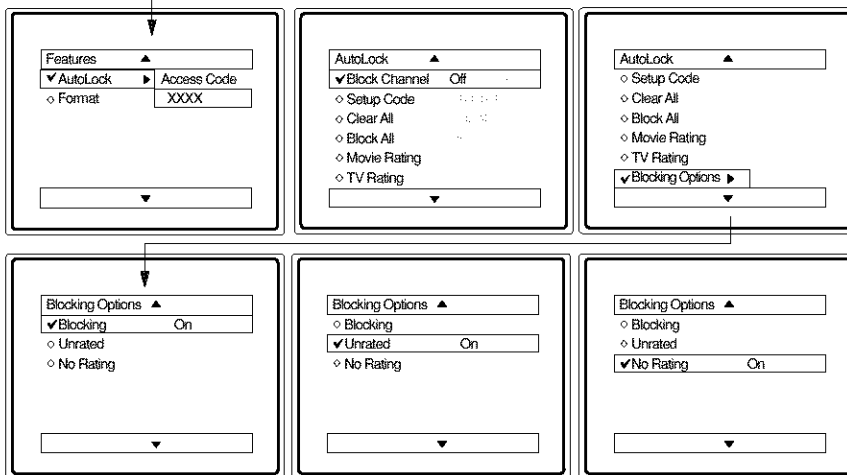 Features ▲
✔AutoLock ▶ Access Code
◇ Format XXXX
▼
AutoLock ▲
✔Block Channel Off
◇ Setup Code
◇ Clear All
◇ Block All
◇ Movie Rating
◇ TV Rating
▼
AutoLock ▲
◇ Setup Code
◇ Clear All
◇ Block All
◇ Movie Rating
◇ TV Rating
✔Blocking Options ▶
▼
Blocking Options ▲
✔Blocking On
◇ Unrated
◇ No Rating
▼
Blocking Options ▲
◇ Blocking
✔Unrated On
◇ No Rating
▼
Blocking Options ▲
◇ Blocking
◇ Unrated
✔No Rating On
▼